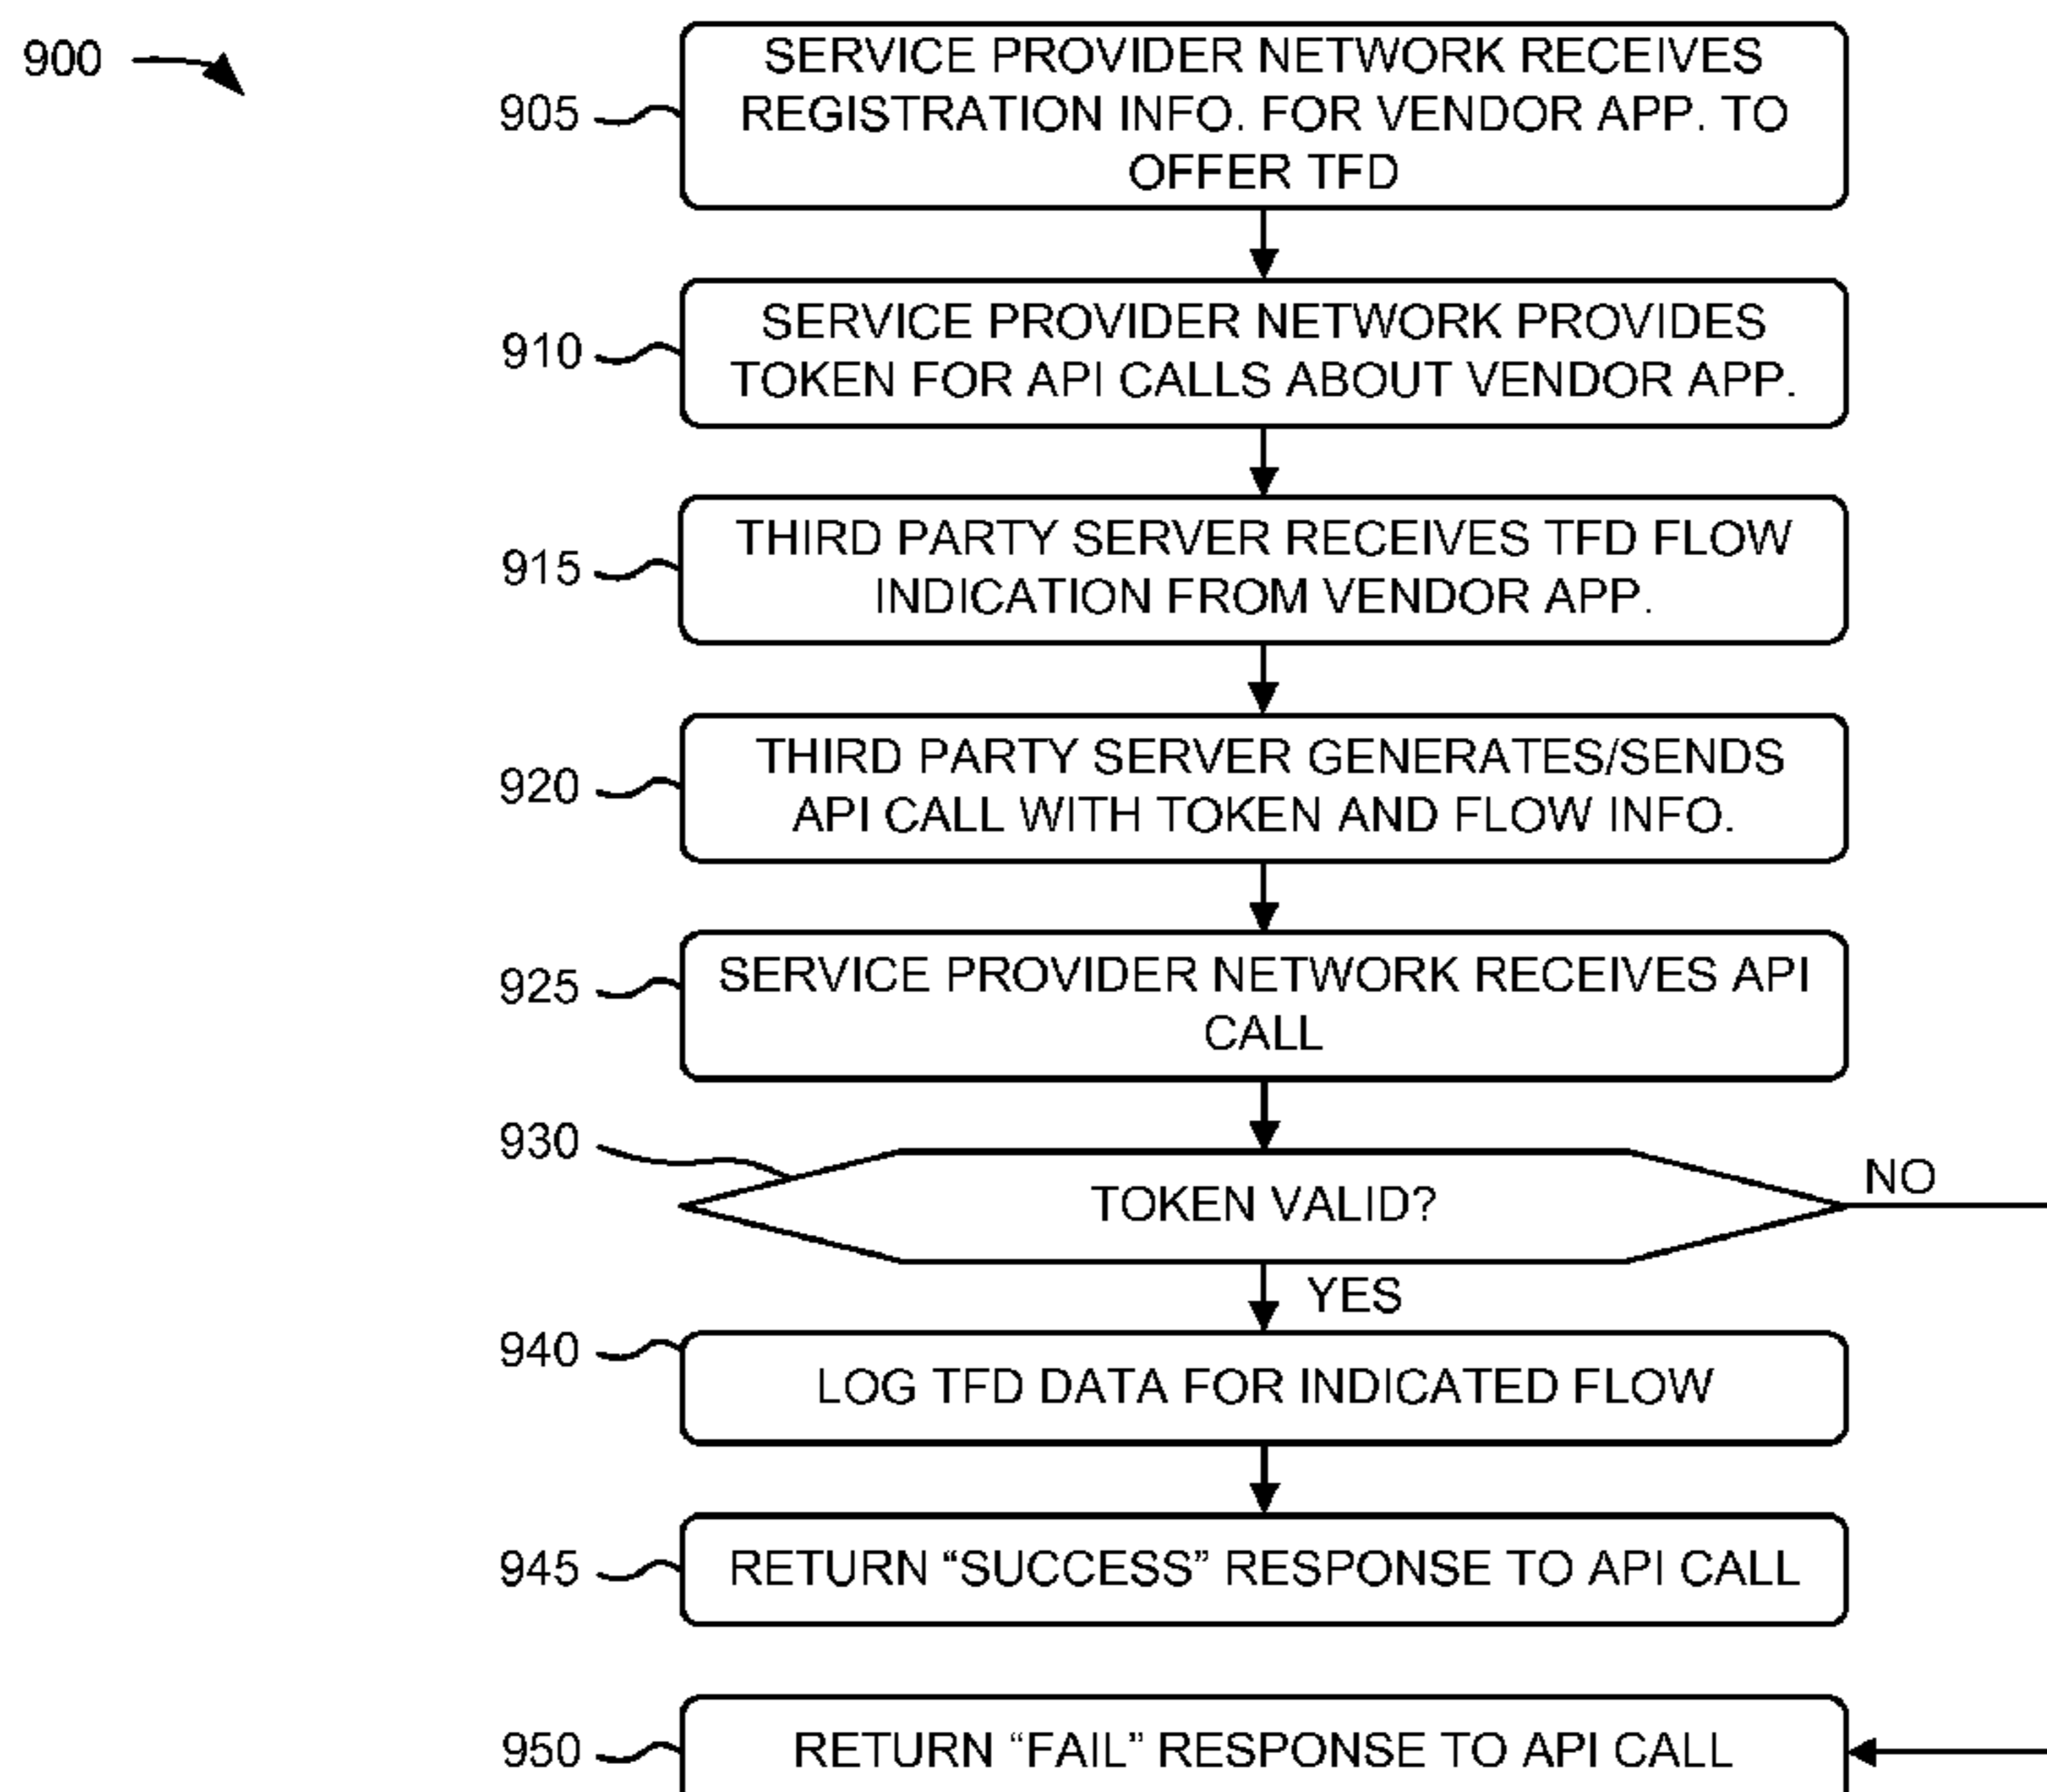 900
905
SERVICE PROVIDER NETWORK RECEIVES
REGISTRATION INFO. FOR VENDOR APP. TO
OFFER TFD
910
SERVICE PROVIDER NETWORK PROVIDES
TOKEN FOR API CALLS ABOUT VENDOR APP.
915
THIRD PARTY SERVER RECEIVES TFD FLOW
INDICATION FROM VENDOR APP.
920
THIRD PARTY SERVER GENERATES/SENDS
API CALL WITH TOKEN AND FLOW INFO.
925
SERVICE PROVIDER NETWORK RECEIVES API
CALL
930
TOKEN VALID?
NO
YES
940
LOG TFD DATA FOR INDICATED FLOW
945
RETURN “SUCCESS” RESPONSE TO API CALL
950
RETURN “FAIL” RESPONSE TO API CALL